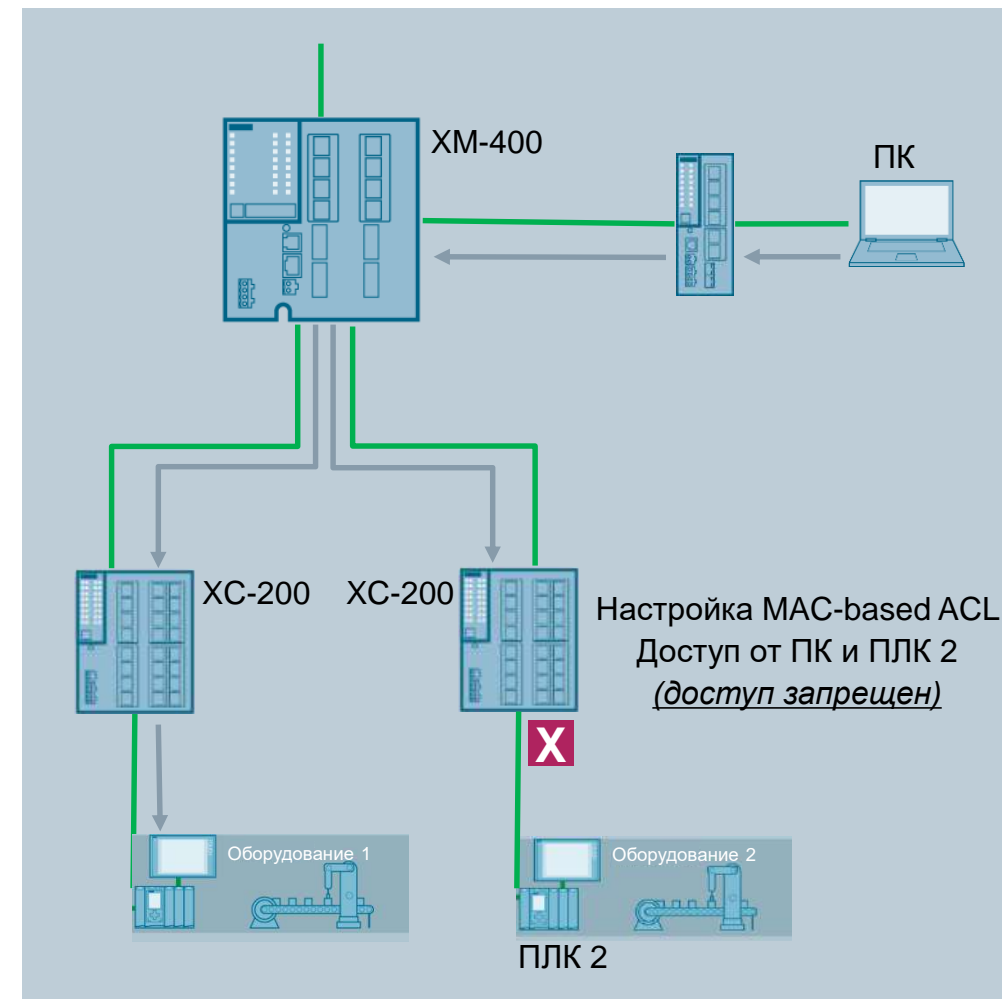 XM-400
ПК
XC-200
XC-200
Настройка MAC-based ACL
Доступ от ПК и ПЛК 2
(доступ запрещен)
X
Оборудование 1
Оборудование 2
ПЛК 2